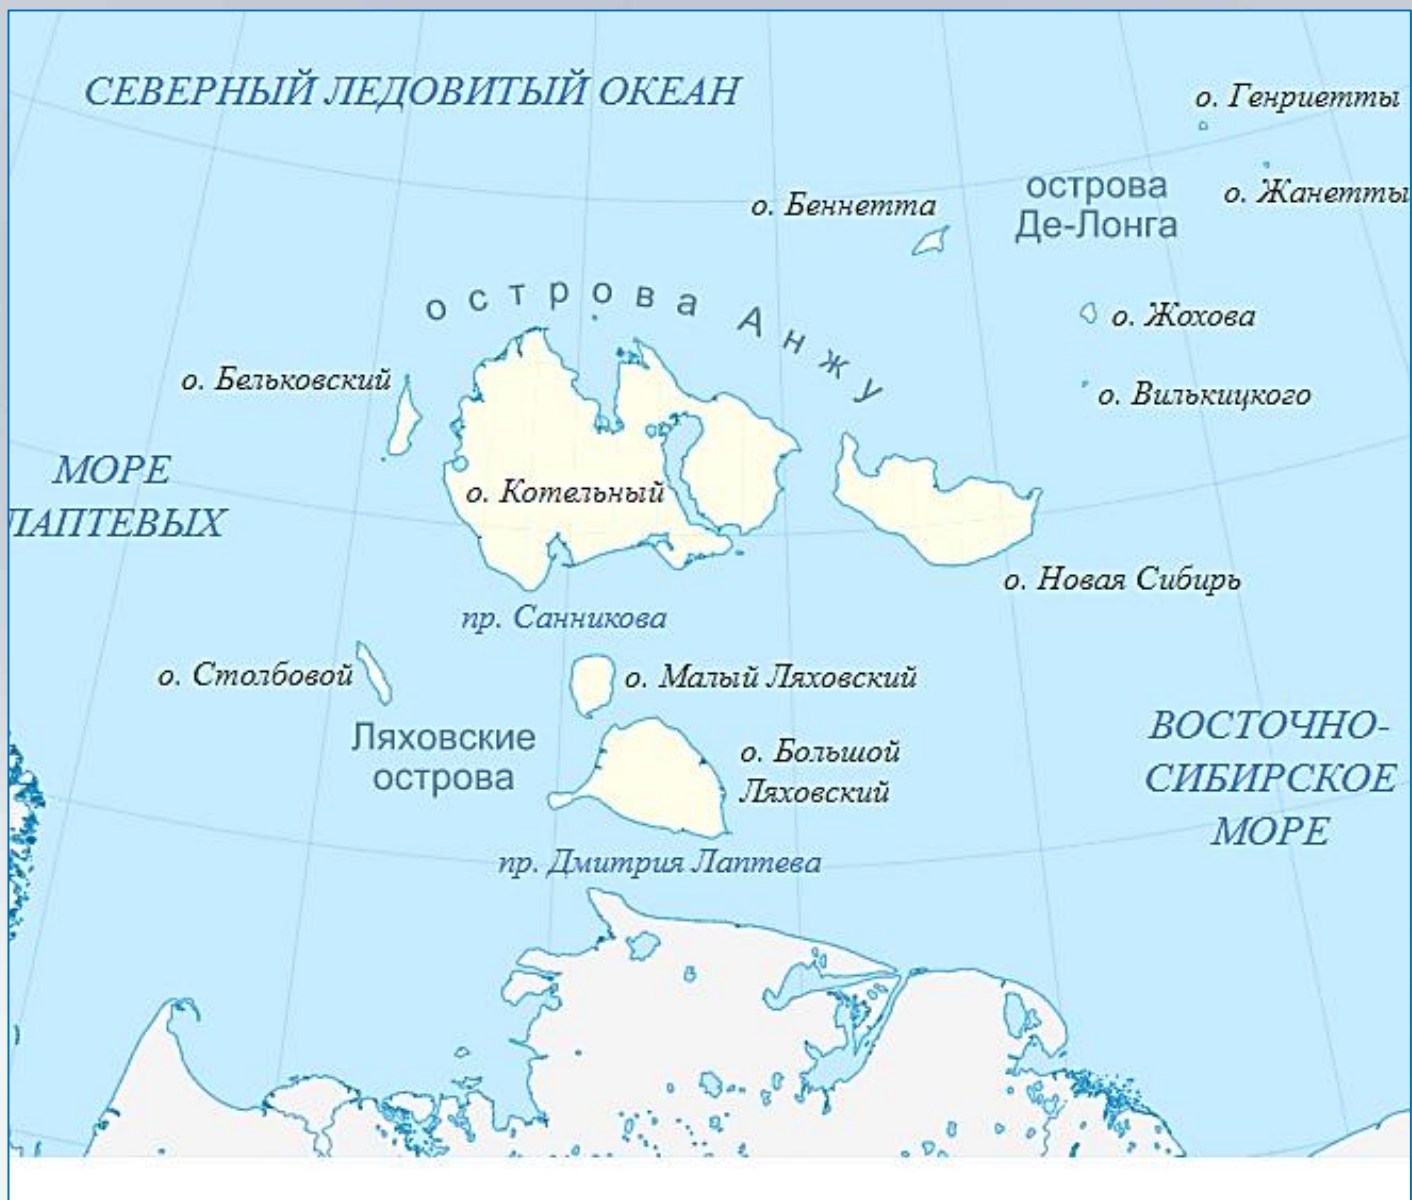 СЕВЕРНЫЙ ЛЕДОВИТЫЙ ОКЕАН
о. Генриетты
о. Жанетты
острова
Де-Лонга
о. Беннетта
острова Анжу
о. Жохова
о. Бельковский
о. Вилькицкого
МОРЕ
ЛАПТЕВЫХ
о. Котельный
о. Новая Сибирь
пр. Санникова
о. Столбовой
о. Малый Ляховский
Ляховские
острова
о. Большой
Ляховский
ВОСТОЧНО-
СИБИРСКОЕ
МОРЕ
пр. Дмитрия Лаптева